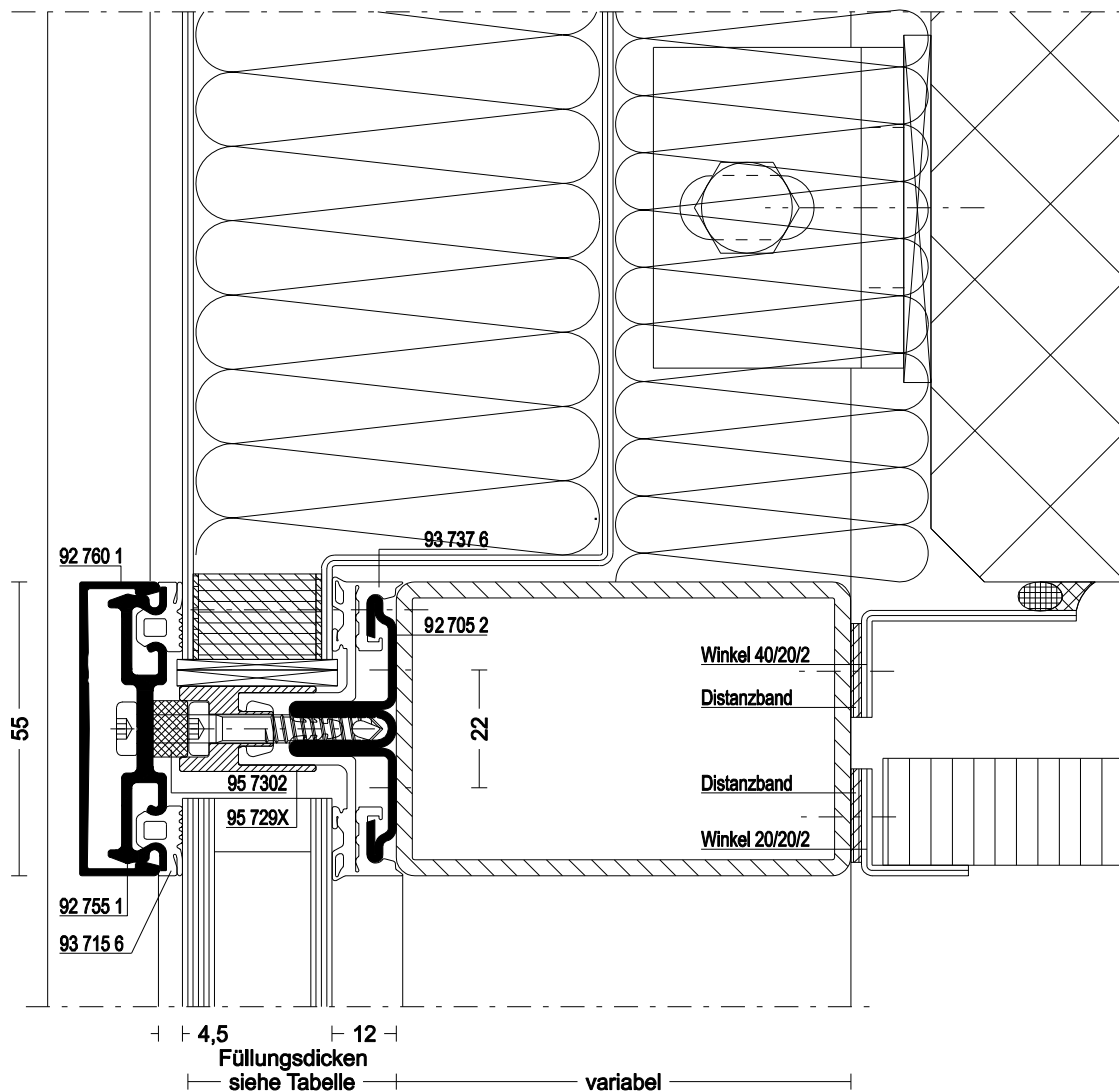 93 737 6
92 760 1
92 705 2
Winkel 40/20/2
Distanzband
55
22
95 7302
Distanzband
95 729X
Winkel 20/20/2
92 755 1
93 715 6
4,5
12
Füllungsdicken
siehe Tabelle
variabel